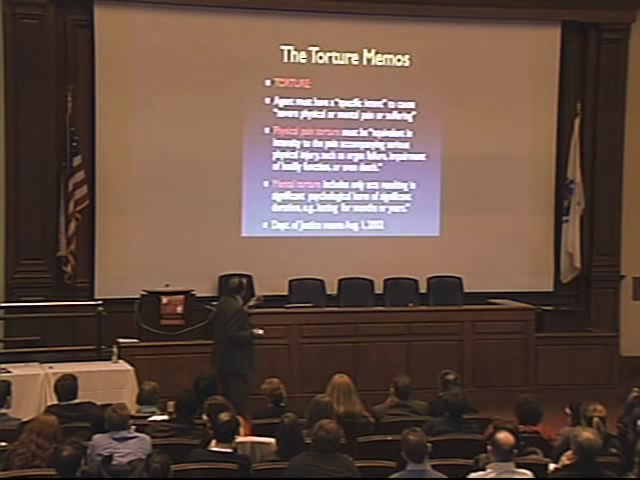 The Torture Memos
TORTURE:
Agent must have a "specific intent" to cause
"severe physical or mental pain or suffering"
Physical pain torture must be "equivalent in
intensity to the pain accompanying serious
physical injury, such as organ failure, impairment
of bodily function, or even death."
Mental torture includes only acts resulting in
significant psychological harm of significant
duration, e.g., lasting for months or years."
Dept. of Justice memo Aug. 1, 2002